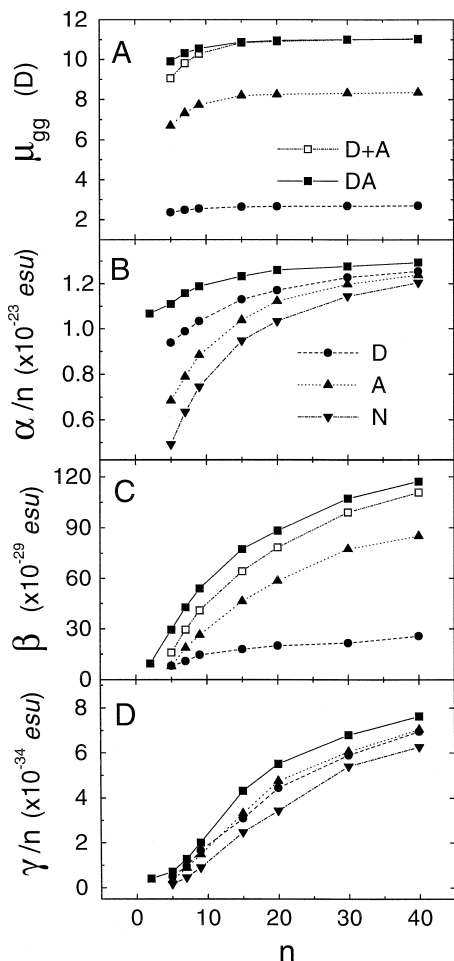 12
A
10
μgg (D)
8
6
D+A
DA
4
2
B
α/n (x10⁻²³ esu)
1.2
1.0
0.8
0.6
D
A
N
C
β (x10⁻²⁹ esu)
120
90
60
30
0
D
γ/n (x10⁻³⁴ esu)
8
6
4
2
0
0 10 20 30 40
n